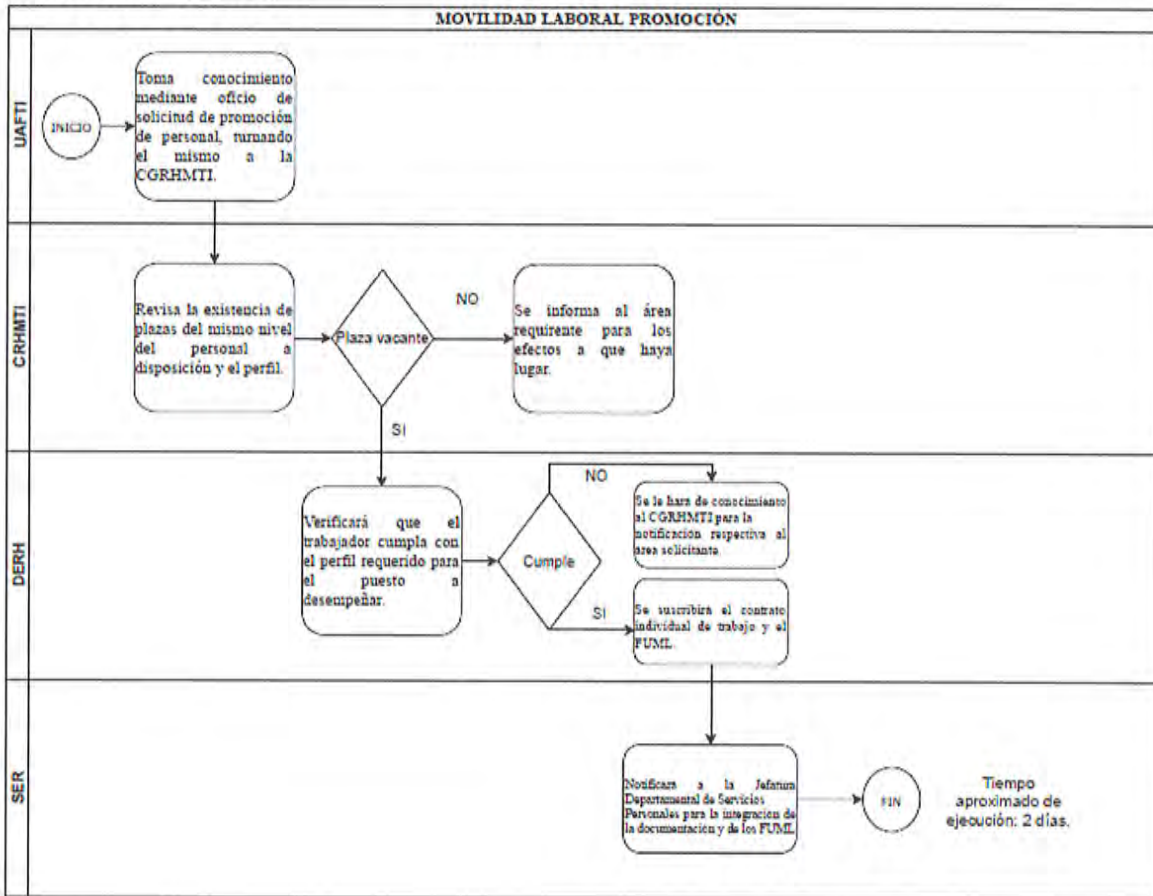 MOVILIDAD LABORAL PROMOCIÓN
UAFTI
INICIO
Toma conocimiento
mediante oficio de
solicitud de promoción
de personal, turnando
el mismo a la
CGRHMTI.
CRHMTI
Revisa la existencia de
plazas del mismo nivel
del personal a
disposición y el perfil.
Plaza vacante
NO
Se informa al área
requirente para los
efectos a que haya
lugar.
SI
DERH
Verificará que el
trabajador cumpla con
el perfil requerido para
el puesto a
desempeñar.
Cumple
NO
Se le hara de conocimiento
al CGRHMTI para la
notificación respectiva al
área solicitante.
SI
Se suscribirá el contrato
individual de trabajo y el
FUML.
SER
Notificara a la Jefatura
Departamental de Servicios
Personales para la integración de
la documentación y de los FUML
FIN
Tiempo
aproximado de
ejecución: 2 días.